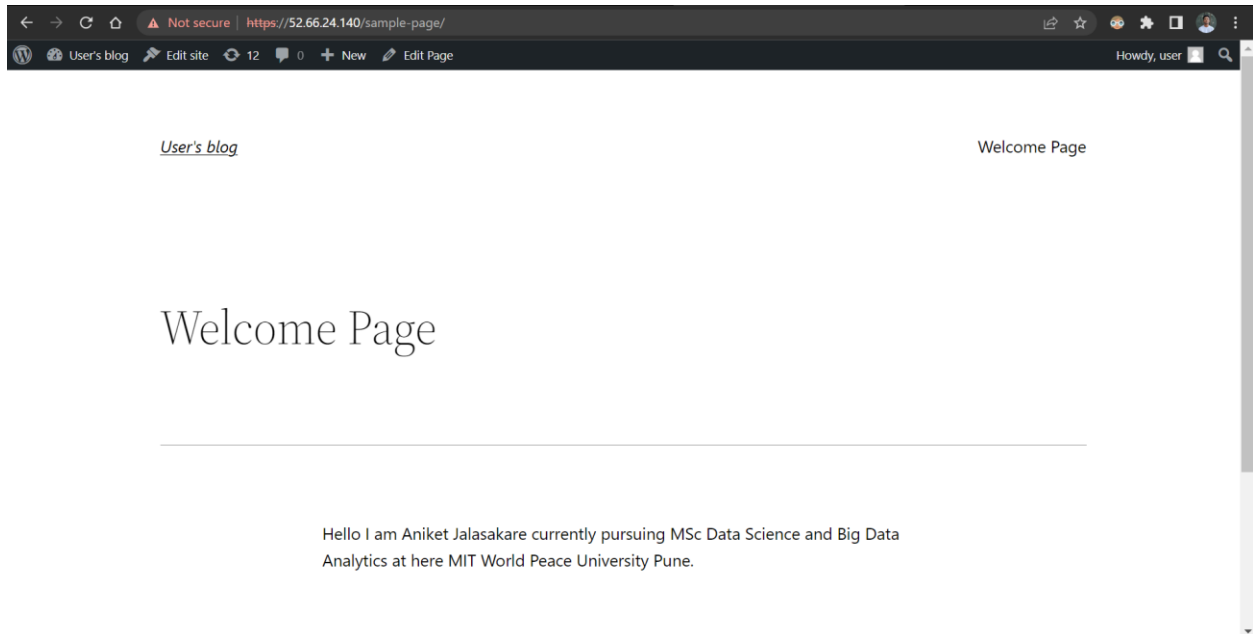 Not secure https://52.66.24.140/sample-page/
User's blog Edit site 12 0 New Edit Page Howdy, user
User's blog Welcome Page
Welcome Page
Hello I am Aniket Jalasakare currently pursuing MSc Data Science and Big Data
Analytics at here MIT World Peace University Pune.